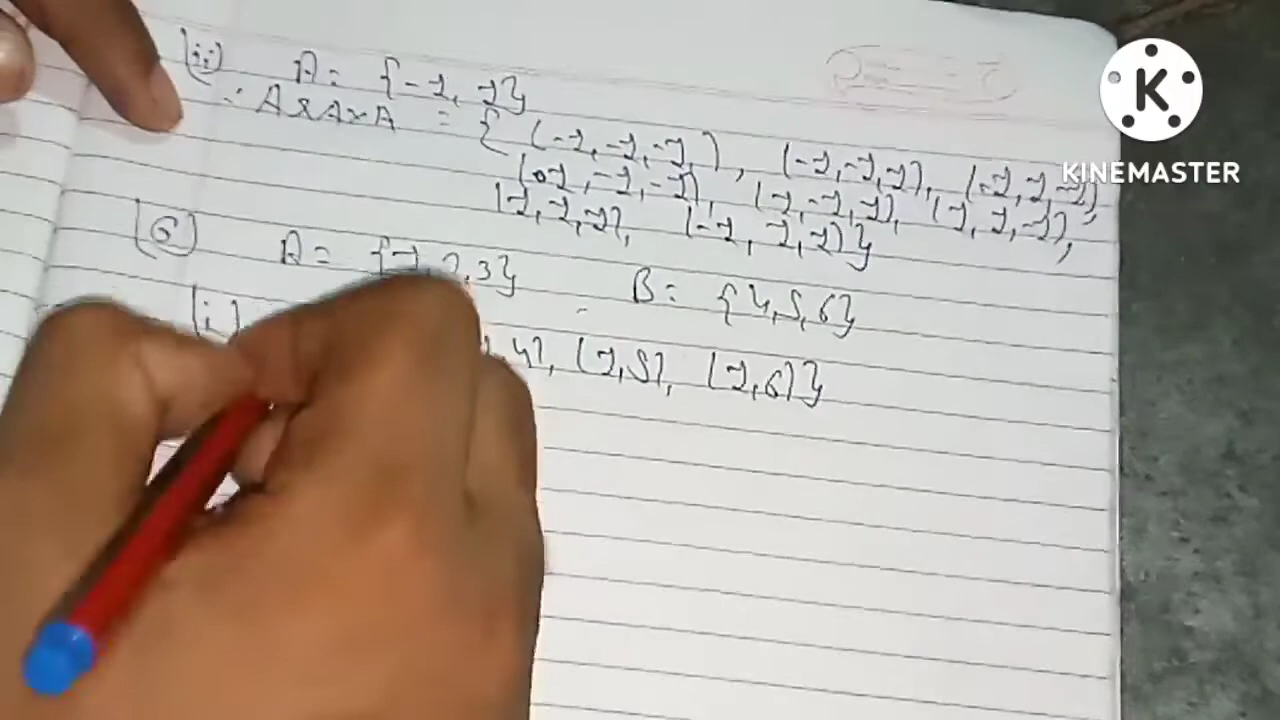 (ii) A = {-1, 1}
∴ A×A×A = { (-1,-1,-1,), (-1,-1,1), (-1,1,-1),
(1,-1,-1), (1,-1,1), (1,1,-1),
(1,1,1), (-1,1,1)}
(5) A = {1,2,3} B = {4,5,6}
(i) 4), (1,5), (1,6)}
K
KINEMASTER